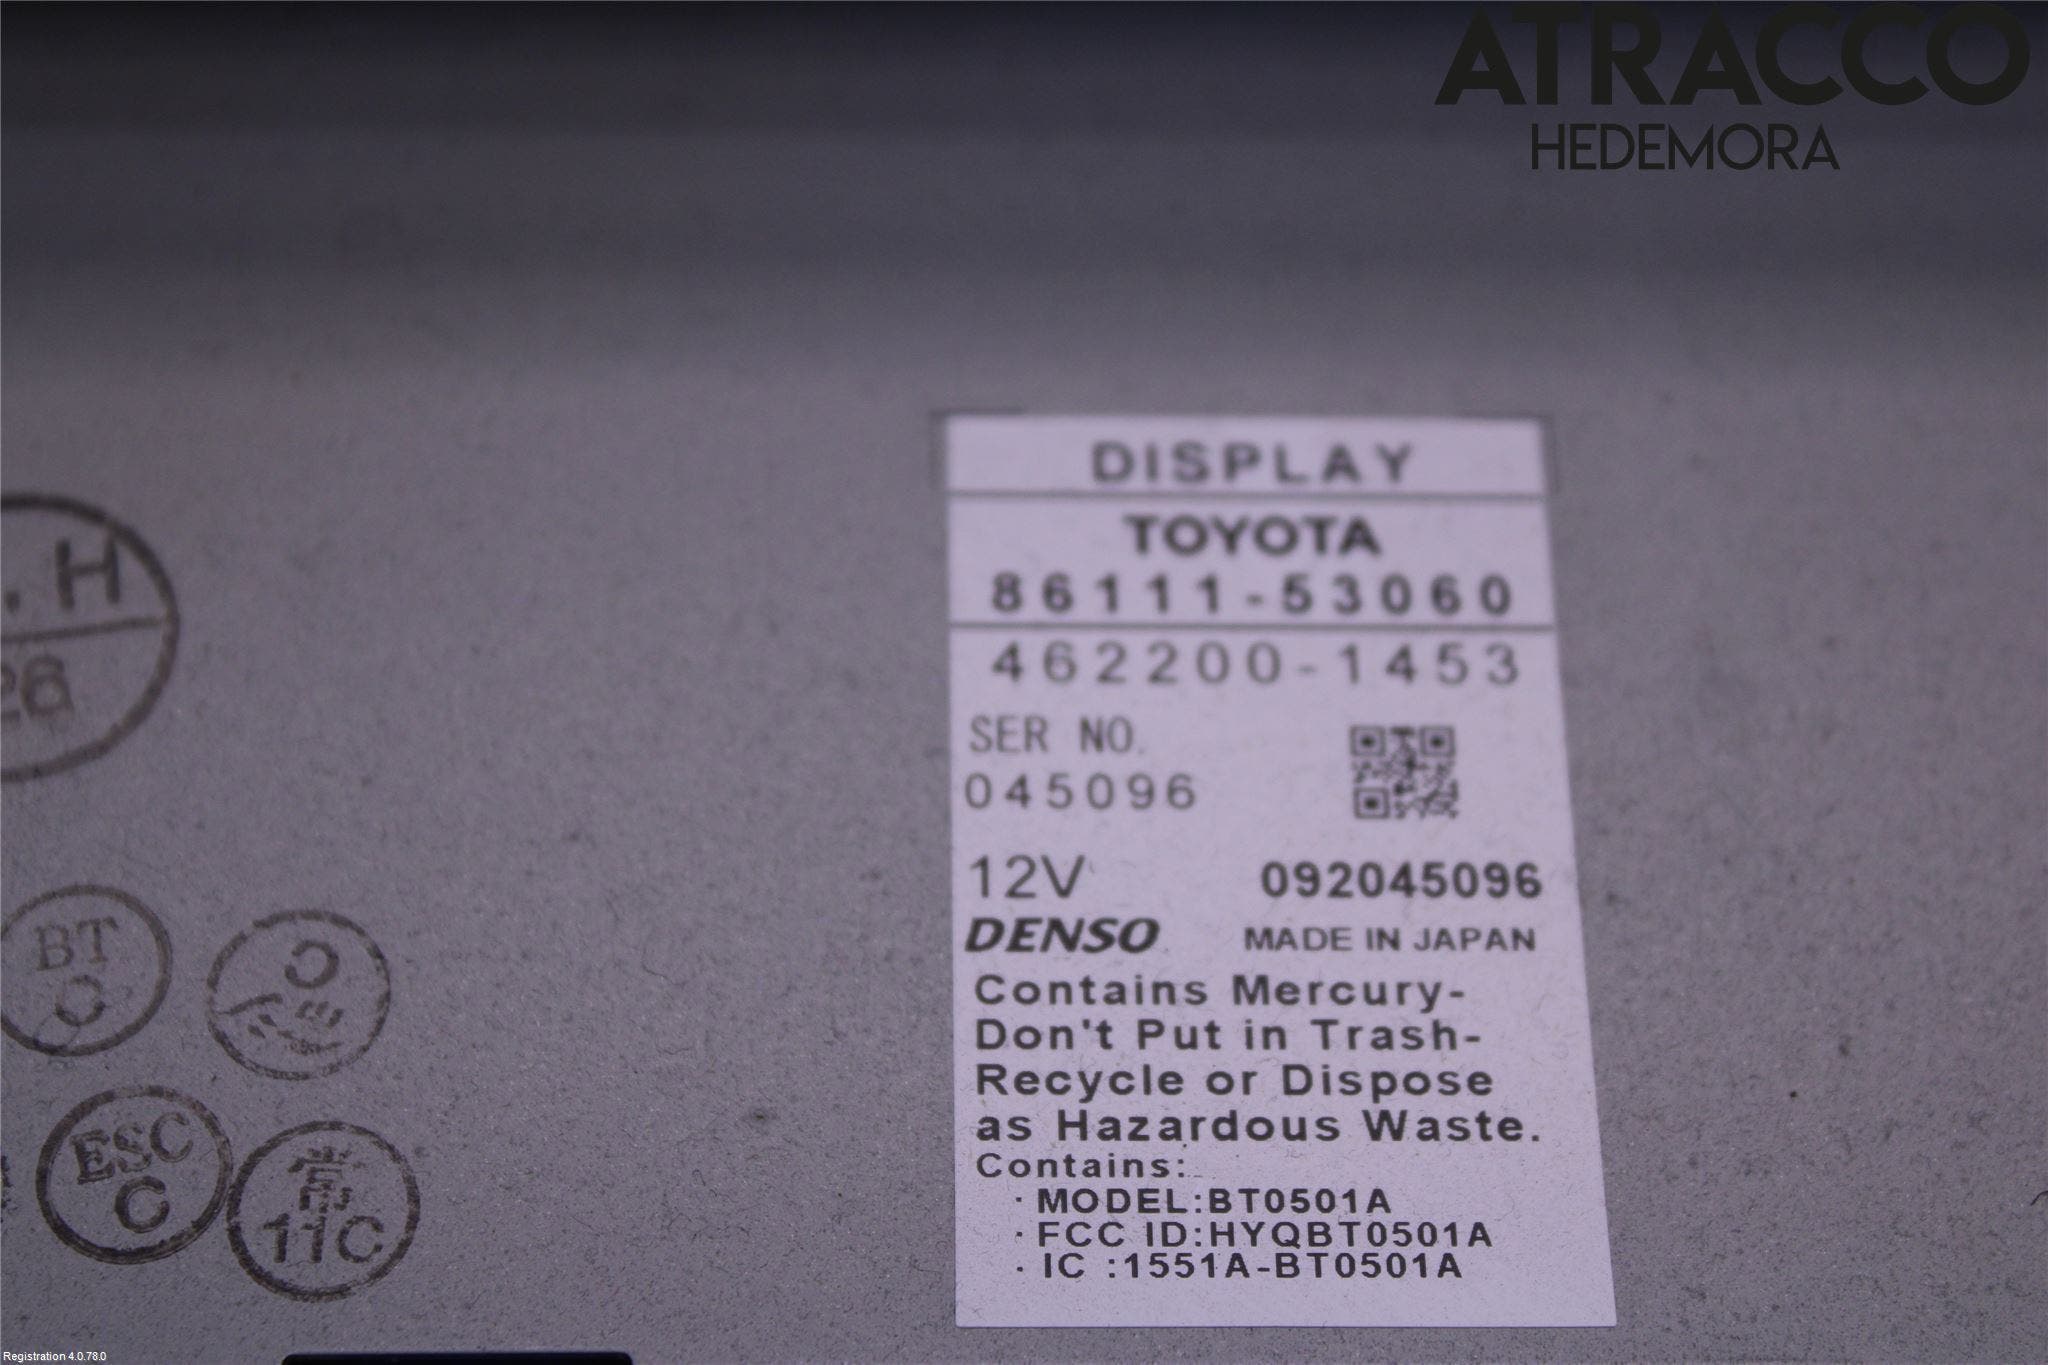 ATRACCO
HEDEMORA
DISPLAY
TOYOTA
86111-53060
462200-1453
SER NO.
045096
12V 092045096
DENSO MADE IN JAPAN
Contains Mercury-
Don't Put in Trash-
Recycle or Dispose
as Hazardous Waste.
Contains:
· MODEL:BT0501A
· FCC ID:HYQBT0501A
· IC :1551A-BT0501A
. H
26
BT
C
C
ESC
C
常
11C
Registration 4.0.78.0